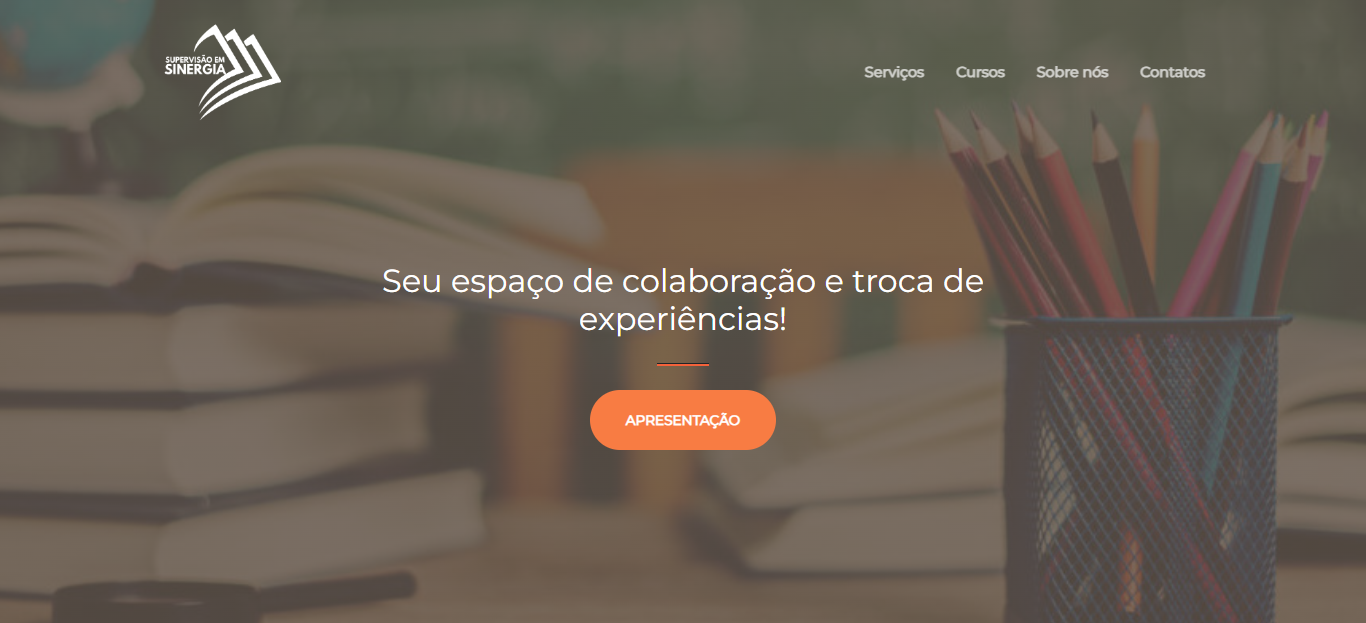 SUPERVISÃO EM
SINERGIA
Serviços Cursos Sobre nós Contatos
Seu espaço de colaboração e troca de
experiências!
APRESENTAÇÃO